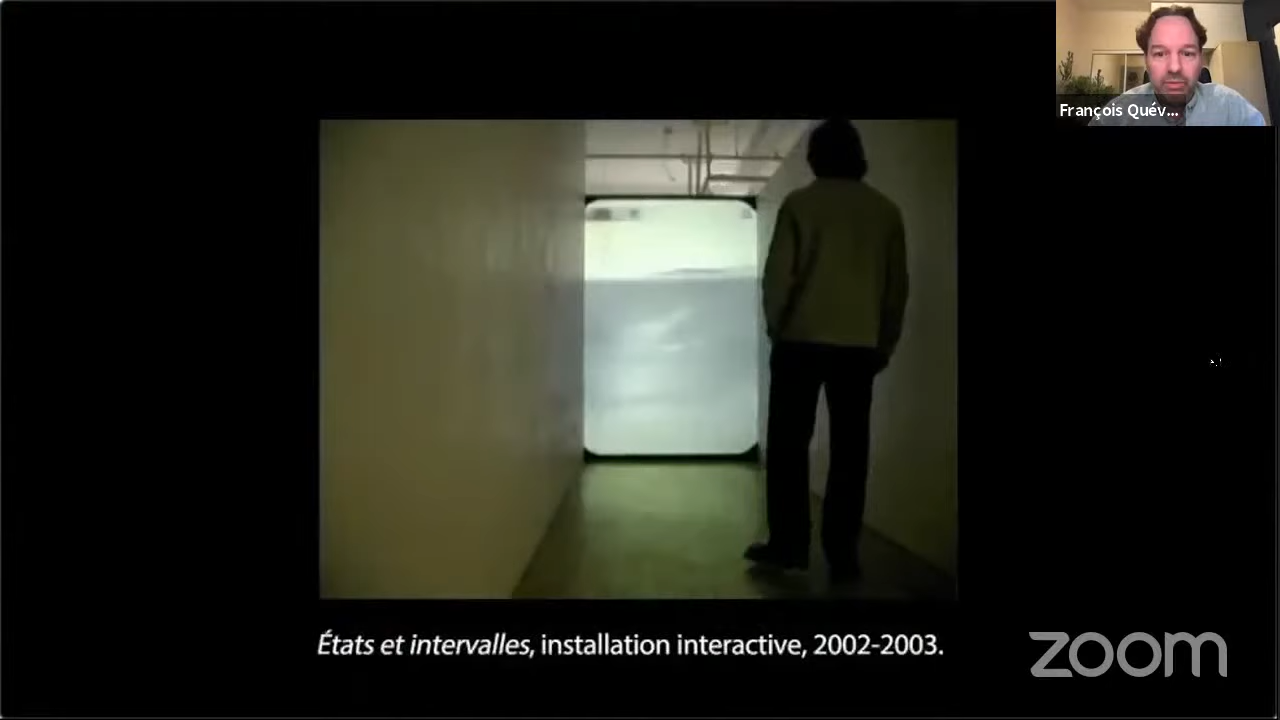 François Quév...
États et intervalles, installation interactive, 2002-2003.
zoom